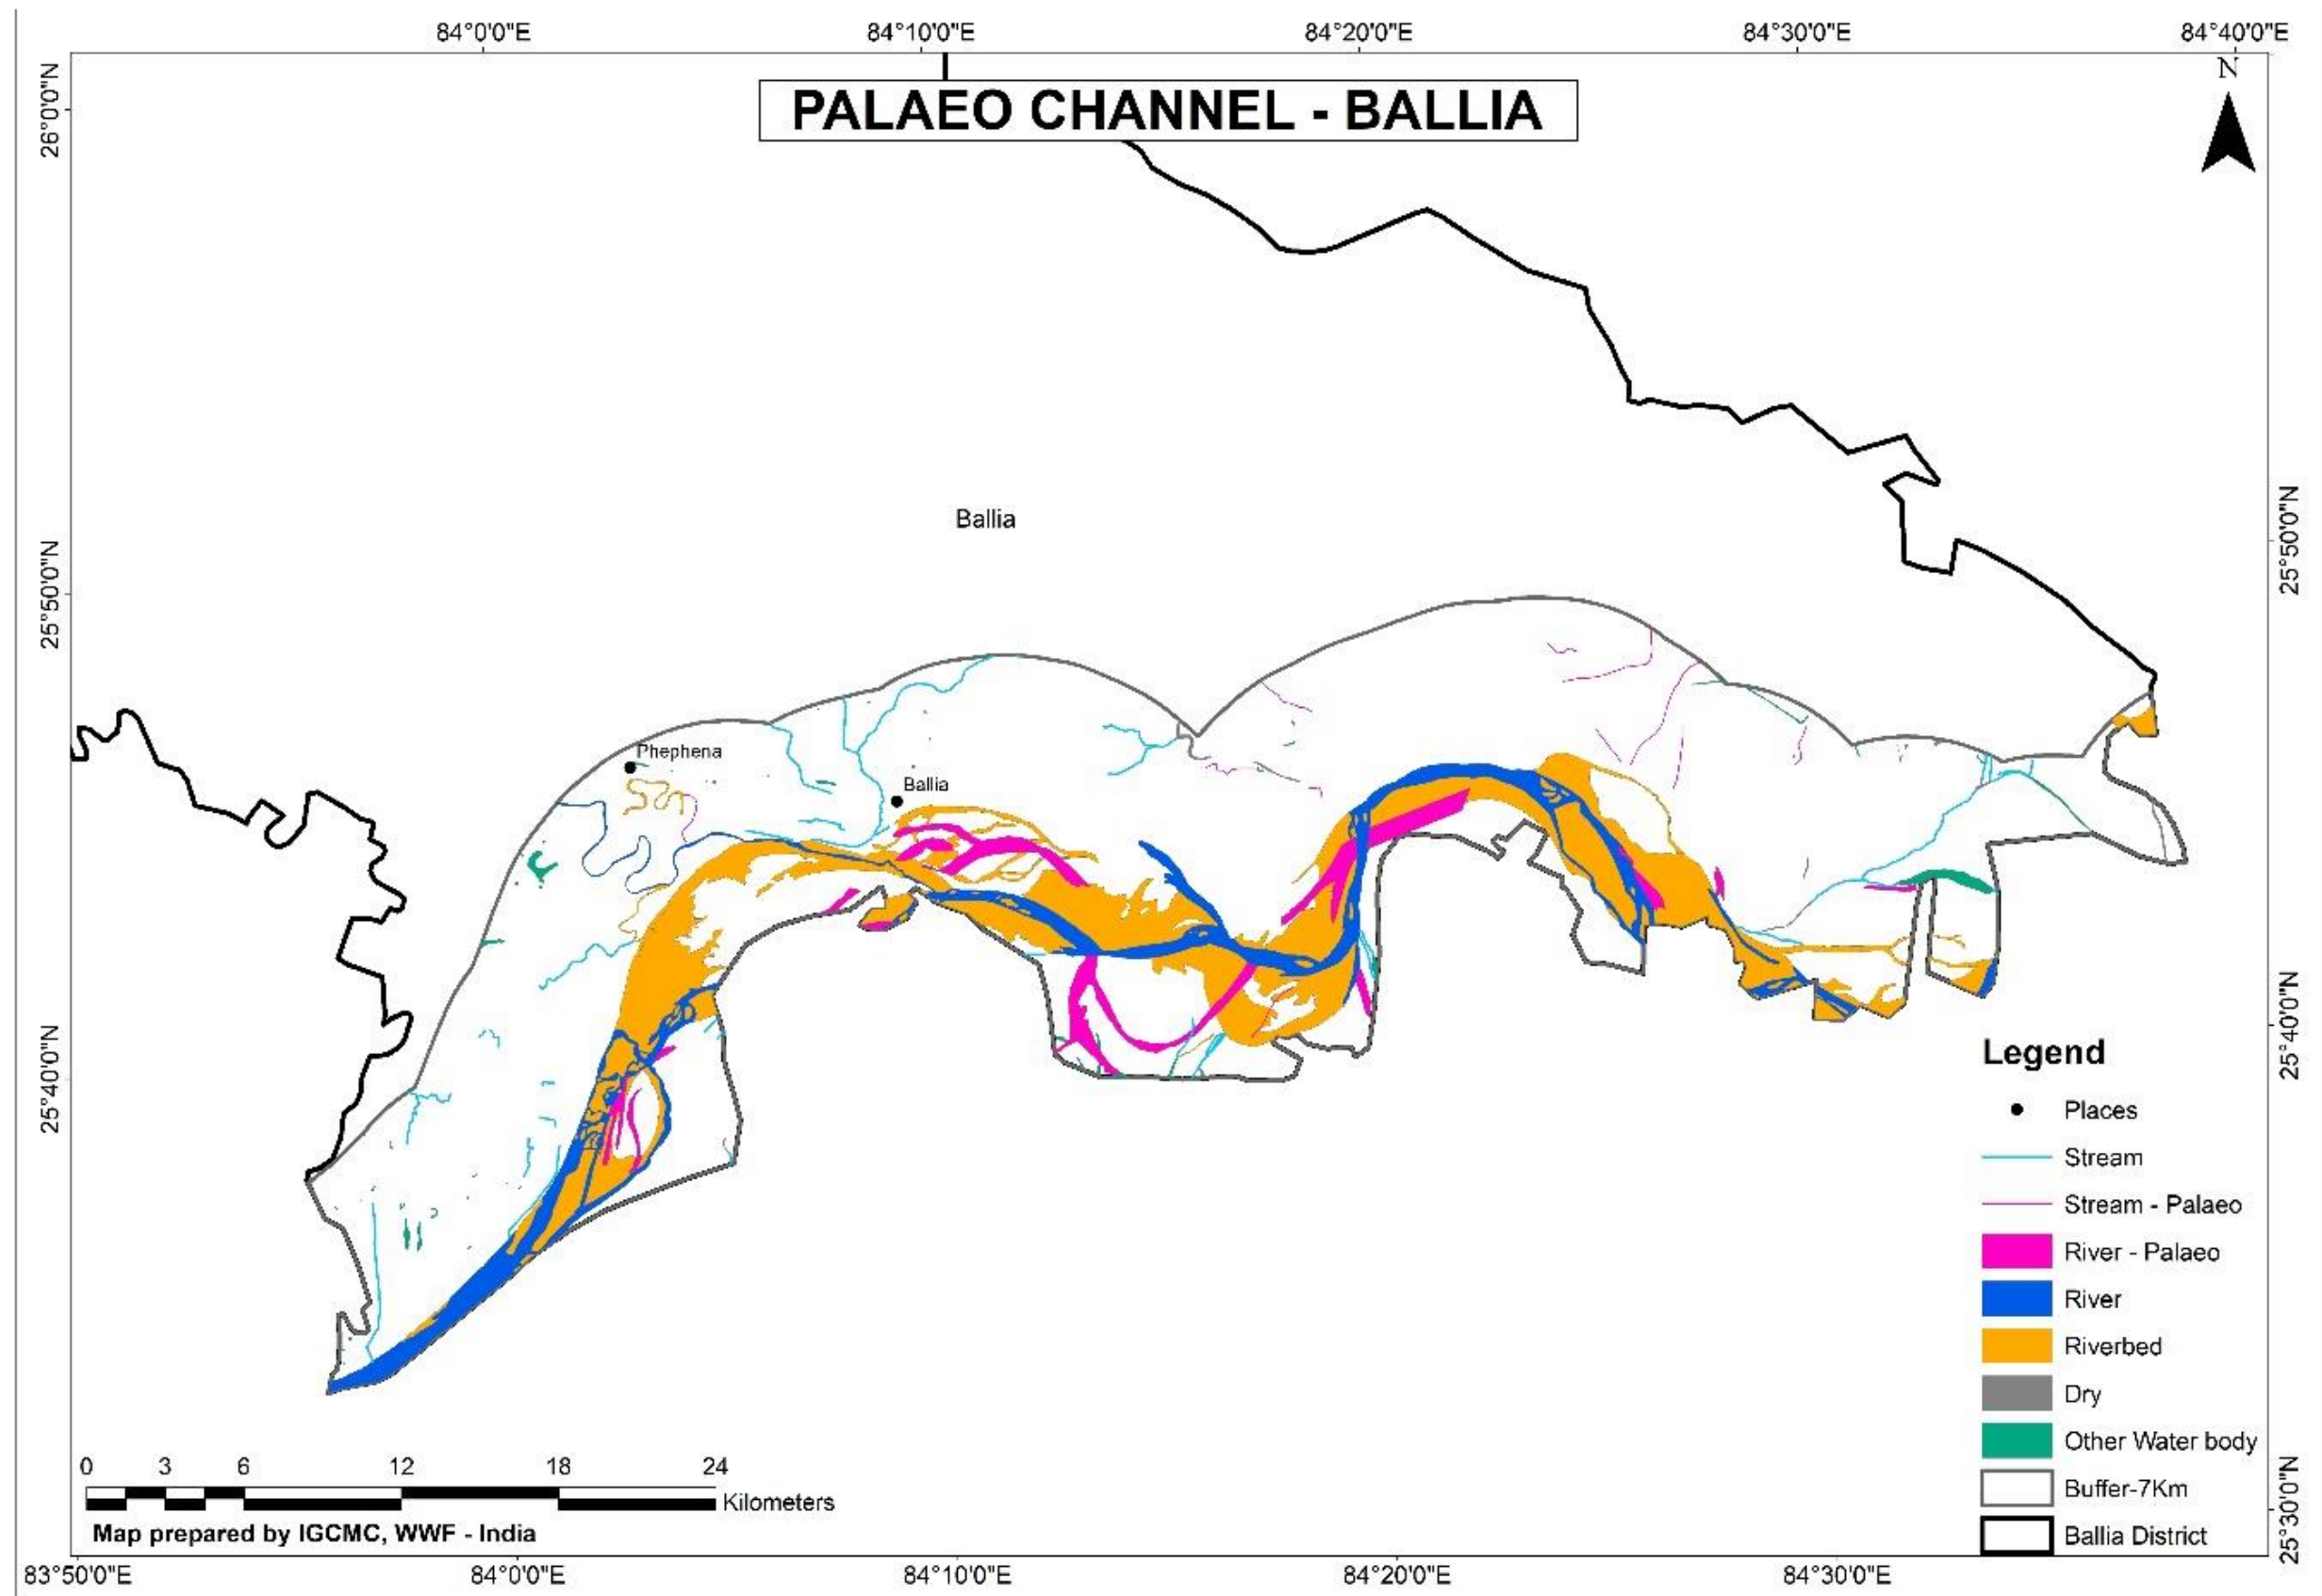 84°0'0"E 84°10'0"E 84°20'0"E 84°30'0"E 84°40'0"E
N
26°0'0"N
PALAEO CHANNEL - BALLIA
Ballia
25°50'0"N
25°50'0"N
Phephena
Ballia
25°40'0"N
25°40'0"N
Legend
Places
Stream
Stream - Palaeo
River - Palaeo
River
Riverbed
Dry
Other Water body
Buffer-7Km
Ballia District
25°30'0"N
0 3 6 12 18 24
Kilometers
Map prepared by IGCMC, WWF - India
83°50'0"E 84°0'0"E 84°10'0"E 84°20'0"E 84°30'0"E